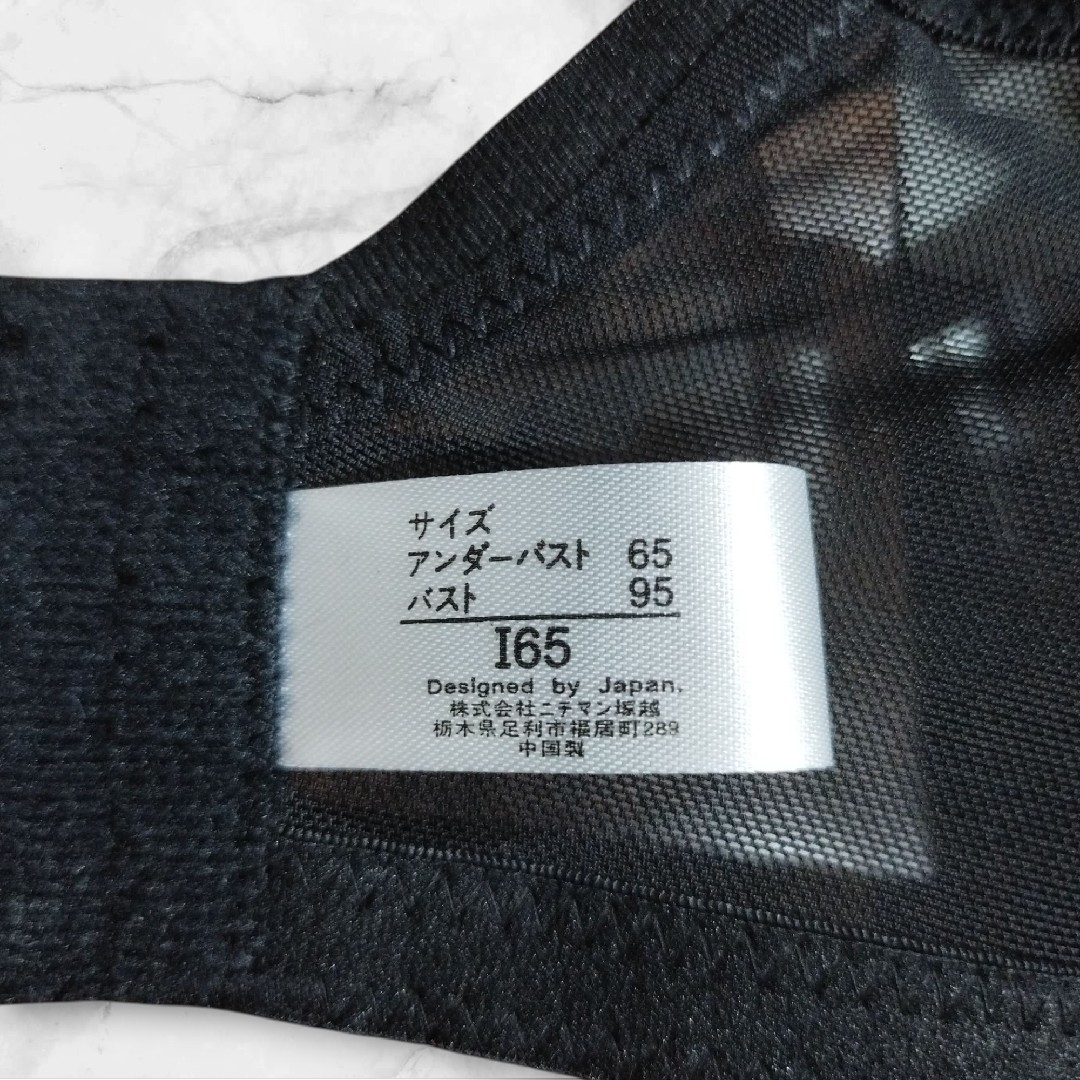 サイズ
アンダーバスト 65
バスト 95
I65
Designed by Japan.
株式会社ニチマン塚越
栃木県足利市福居町289
中国製